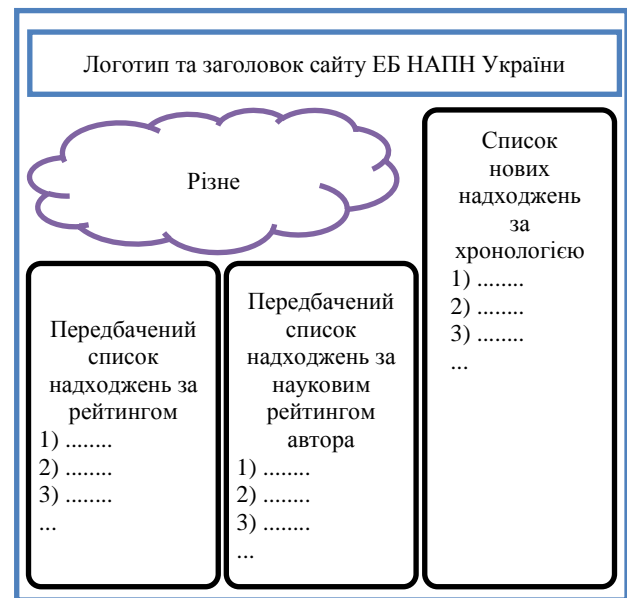 Логотип та заголовок сайту ЕБ НАПН України
Різне
Список
нових
надходжень
за
хронологією
1) ........
2) ........
3) ........
...
Передбачений
список
надходжень за
рейтингом
1) ........
2) ........
3) ........
...
Передбачений
список
надходжень за
науковим
рейтингом
автора
1) ........
2) ........
3) ........
...